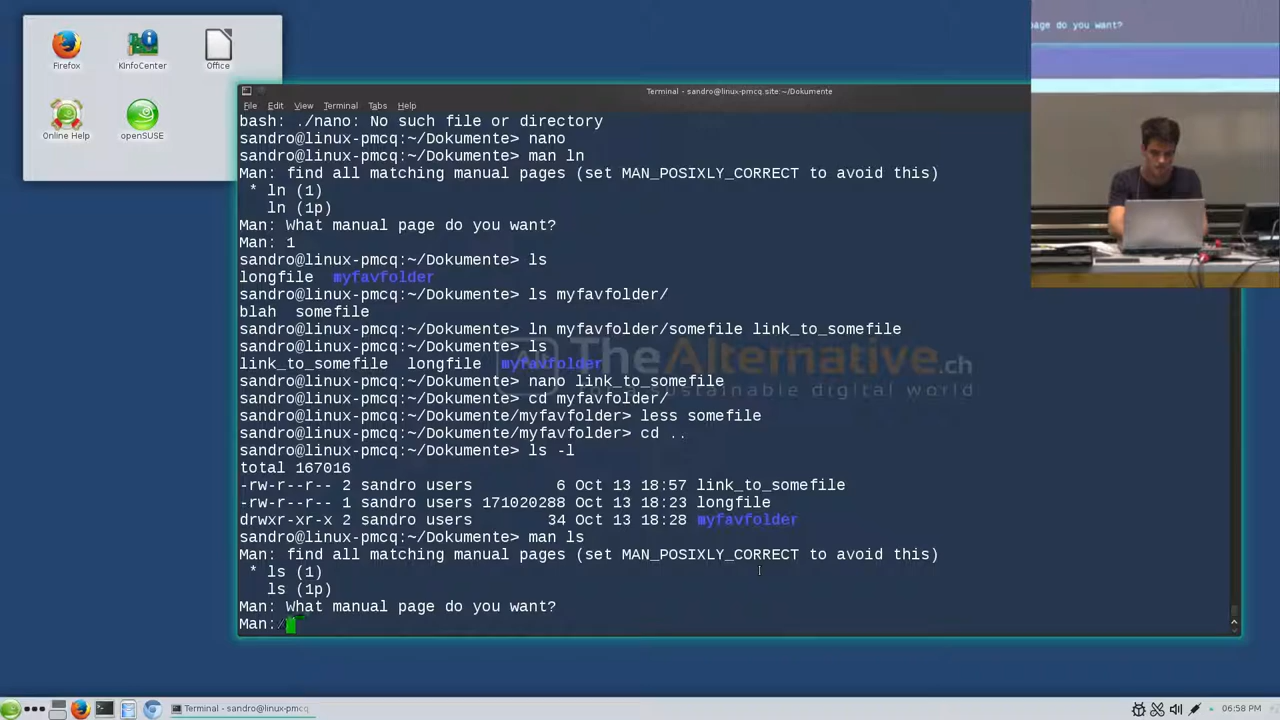 page do you want?
Firefox
KInfoCenter
Office
Online Help
openSUSE
Terminal - sandro@linux-pmcq.site:~/Dokumente
File Edit View Terminal Tabs Help
bash: ./nano: No such file or directory
sandro@linux-pmcq:~/Dokumente> nano
sandro@linux-pmcq:~/Dokumente> man ln
Man: find all matching manual pages (set MAN_POSIXLY_CORRECT to avoid this)
* ln (1)
ln (1p)
Man: What manual page do you want?
Man: 1
sandro@linux-pmcq:~/Dokumente> ls
longfile myfavfolder
sandro@linux-pmcq:~/Dokumente> ls myfavfolder/
blah somefile
sandro@linux-pmcq:~/Dokumente> ln myfavfolder/somefile link_to_somefile
sandro@linux-pmcq:~/Dokumente> ls
link_to_somefile longfile myfavfolder
TheAlternative.ch
sandro@linux-pmcq:~/Dokumente> nano link_to_somefile
for a sustainable digital world
sandro@linux-pmcq:~/Dokumente> cd myfavfolder/
sandro@linux-pmcq:~/Dokumente/myfavfolder> less somefile
sandro@linux-pmcq:~/Dokumente/myfavfolder> cd ..
sandro@linux-pmcq:~/Dokumente> ls -l
total 167016
-rw-r--r-- 2 sandro users 6 Oct 13 18:57 link_to_somefile
-rw-r--r-- 1 sandro users 171020288 Oct 13 18:23 longfile
drwxr-xr-x 2 sandro users 34 Oct 13 18:28 myfavfolder
sandro@linux-pmcq:~/Dokumente> man ls
Man: find all matching manual pages (set MAN_POSIXLY_CORRECT to avoid this)
* ls (1)
ls (1p)
Man: What manual page do you want?
Man:
Terminal - sandro@linux-pmcq
06:58 PM